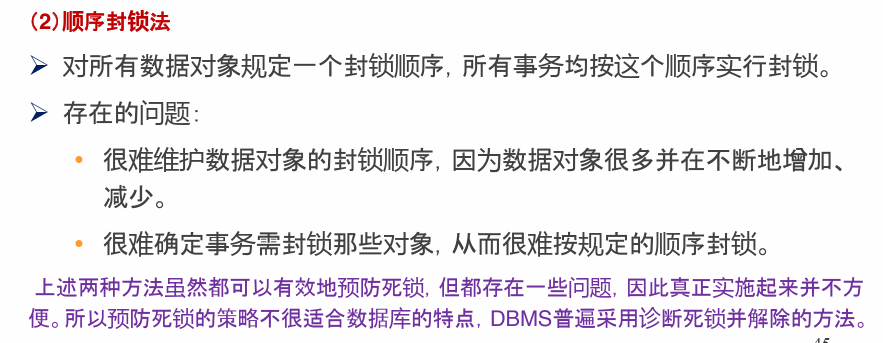 （2）顺序封锁法
➢ 对所有数据对象规定一个封锁顺序，所有事务均按这个顺序实行封锁。
➢ 存在的问题：
• 很难维护数据对象的封锁顺序，因为数据对象很多并在不断地增加、
减少。
• 很难确定事务需封锁那些对象，从而很难按规定的顺序封锁。
上述两种方法虽然都可以有效地预防死锁，但都存在一些问题，因此真正实施起来并不方
便。所以预防死锁的策略不很适合数据库的特点，DBMS普遍采用诊断死锁并解除的方法。